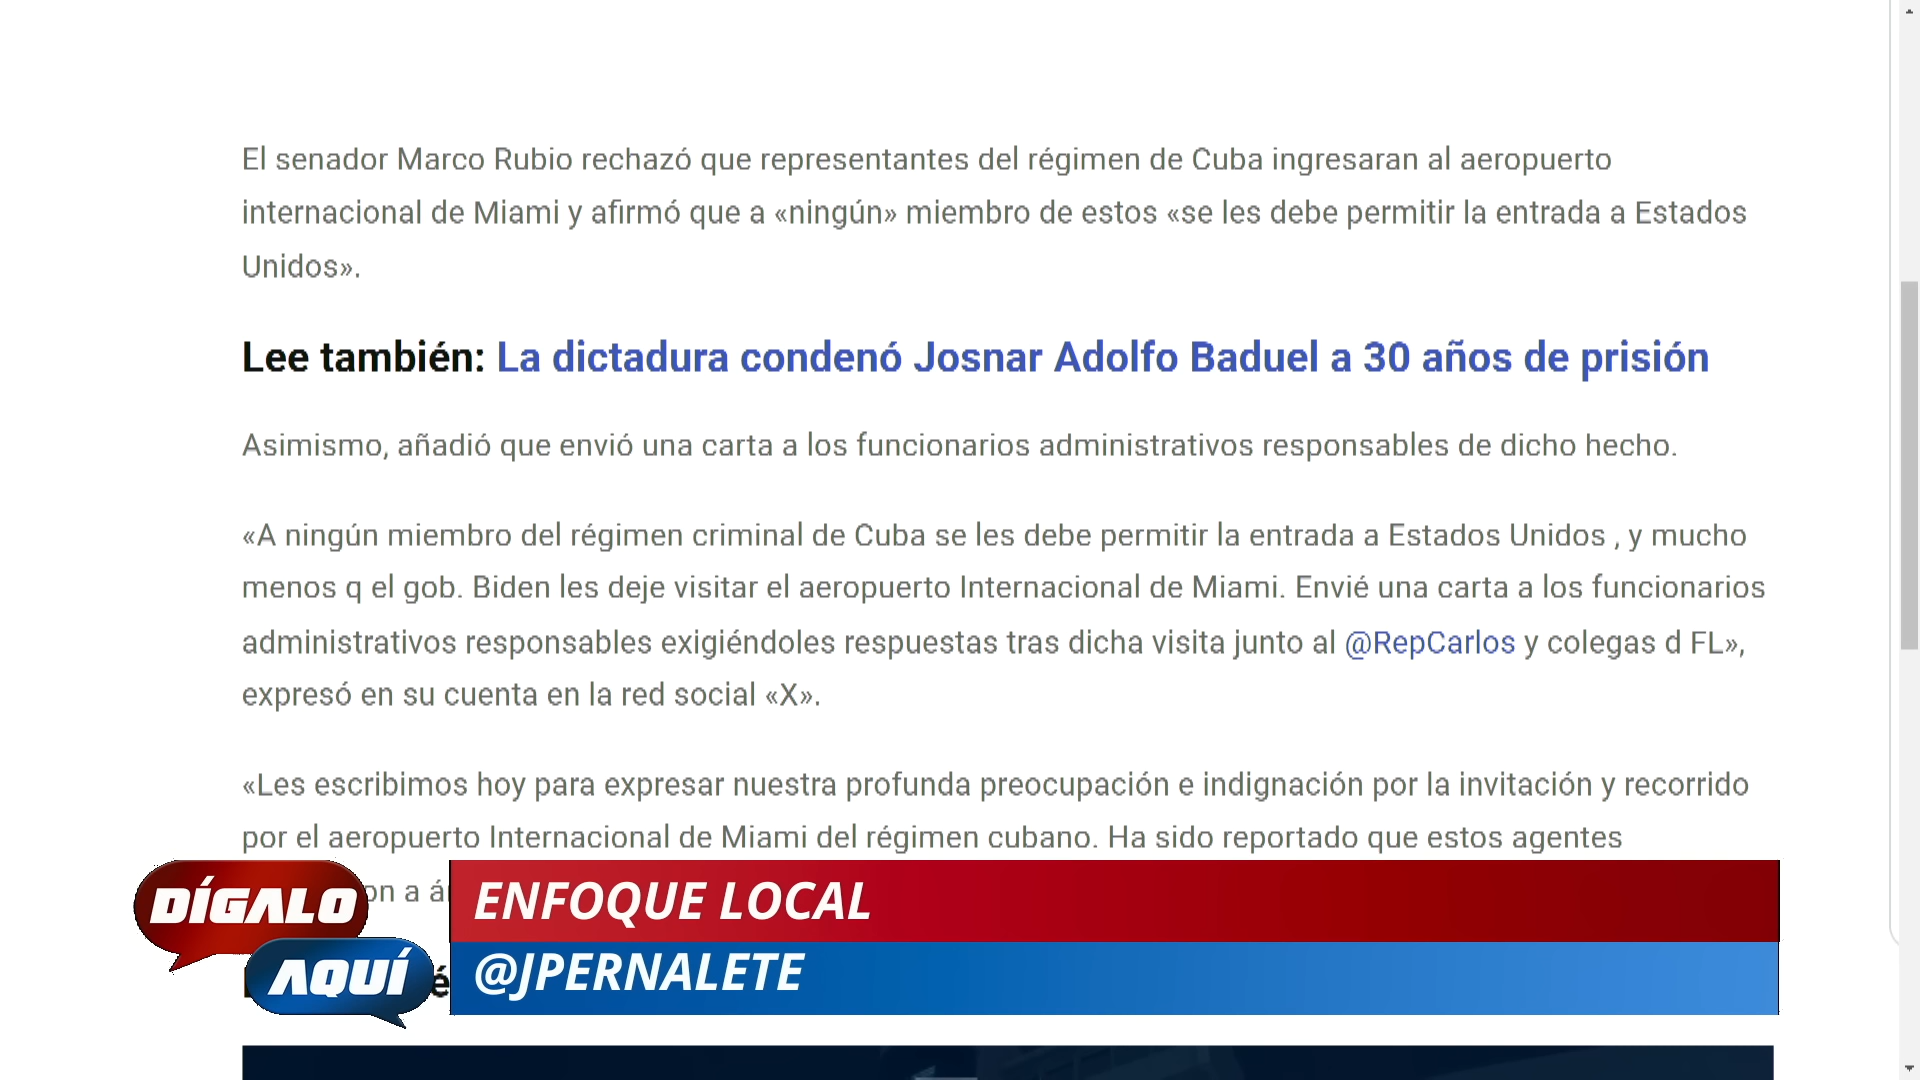 El senador Marco Rubio rechazó que representantes del régimen de Cuba ingresaran al aeropuerto
internacional de Miami y afirmó que a «ningún» miembro de estos «se les debe permitir la entrada a Estados
Unidos».
Lee también: La dictadura condenó Josnar Adolfo Baduel a 30 años de prisión
Asimismo, añadió que envió una carta a los funcionarios administrativos responsables de dicho hecho.
«A ningún miembro del régimen criminal de Cuba se les debe permitir la entrada a Estados Unidos , y mucho
menos q el gob. Biden les deje visitar el aeropuerto Internacional de Miami. Envié una carta a los funcionarios
administrativos responsables exigiéndoles respuestas tras dicha visita junto al @RepCarlos y colegas d FL»,
expresó en su cuenta en la red social «X».
«Les escribimos hoy para expresar nuestra profunda preocupación e indignación por la invitación y recorrido
por el aeropuerto Internacional de Miami del régimen cubano. Ha sido reportado que estos agentes
DÍGALO
AQUÍ
ENFOQUE LOCAL
@JPERNALETE